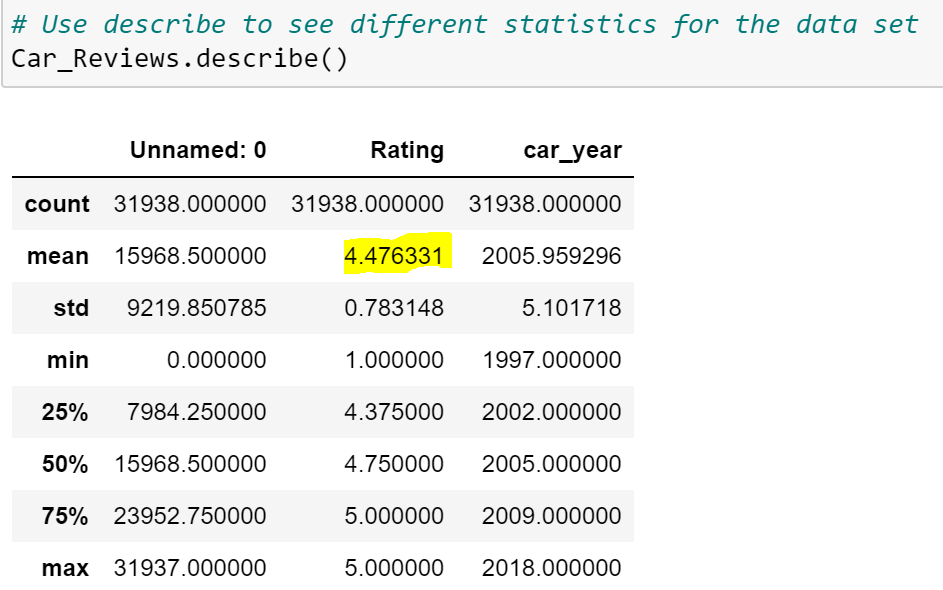 # Use describe to see different statistics for the data set
Car_Reviews.describe()
Unnamed: 0 Rating car_year
count 31938.000000 31938.000000 31938.000000
mean 15968.500000 4.476331 2005.959296
std 9219.850785 0.783148 5.101718
min 0.000000 1.000000 1997.000000
25% 7984.250000 4.375000 2002.000000
50% 15968.500000 4.750000 2005.000000
75% 23952.750000 5.000000 2009.000000
max 31937.000000 5.000000 2018.000000